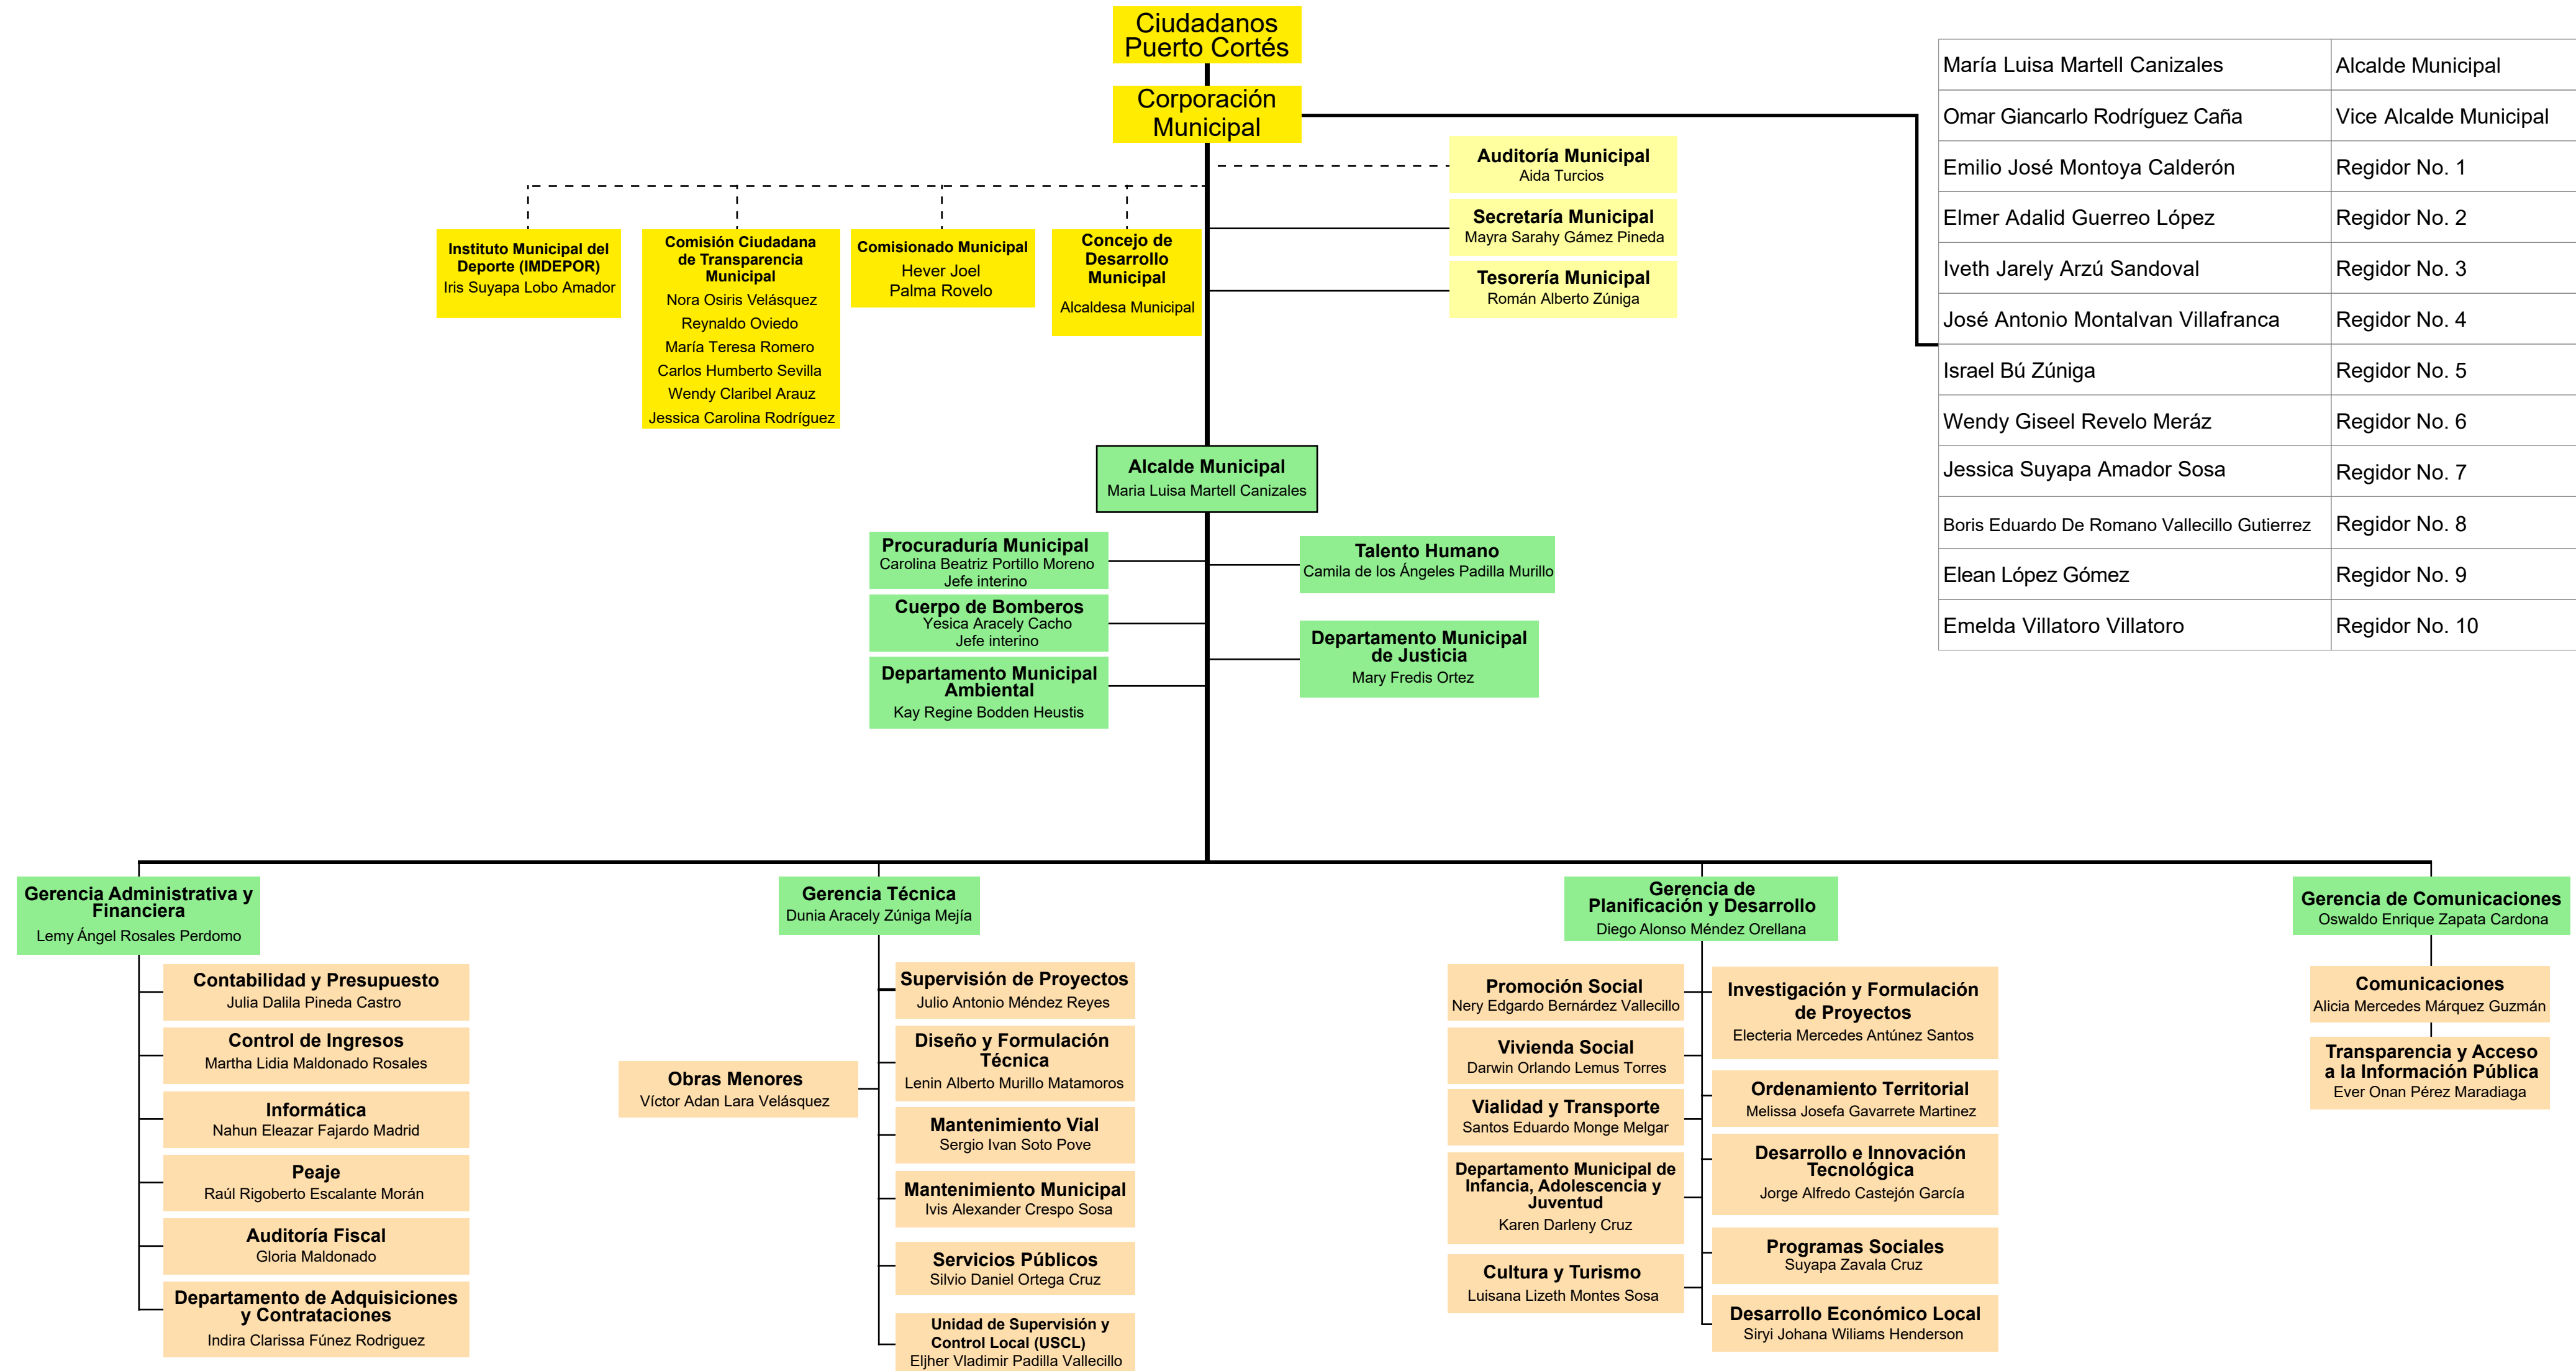 Ciudadanos
Puerto Cortés
Corporación
Municipal
María Luisa Martell Canizales Alcalde Municipal
Omar Giancarlo Rodríguez Caña Vice Alcalde Municipal
Emilio José Montoya Calderón Regidor No. 1
Elmer Adalid Guerreo López Regidor No. 2
Iveth Jarely Arzú Sandoval Regidor No. 3
José Antonio Montalvan Villafranca Regidor No. 4
Israel Bú Zúniga Regidor No. 5
Wendy Giseel Revelo Meráz Regidor No. 6
Jessica Suyapa Amador Sosa Regidor No. 7
Boris Eduardo De Romano Vallecillo Gutierrez Regidor No. 8
Elean López Gómez Regidor No. 9
Emelda Villatoro Villatoro Regidor No. 10
Auditoría Municipal
Aida Turcios
Secretaría Municipal
Mayra Sarahy Gámez Pineda
Tesorería Municipal
Román Alberto Zúniga
Instituto Municipal del
Deporte (IMDEPOR)
Iris Suyapa Lobo Amador
Comisión Ciudadana
de Transparencia
Municipal
Nora Osiris Velásquez
Reynaldo Oviedo
María Teresa Romero
Carlos Humberto Sevilla
Wendy Claribel Arauz
Jessica Carolina Rodríguez
Comisionado Municipal
Hever Joel
Palma Rovelo
Concejo de
Desarrollo
Municipal
Alcaldesa Municipal
Alcalde Municipal
Maria Luisa Martell Canizales
Procuraduría Municipal
Carolina Beatriz Portillo Moreno
Jefe interino
Cuerpo de Bomberos
Yesica Aracely Cacho
Jefe interino
Departamento Municipal
Ambiental
Kay Regine Bodden Heustis
Talento Humano
Camila de los Ángeles Padilla Murillo
Departamento Municipal
de Justicia
Mary Fredis Ortez
Gerencia Administrativa y
Financiera
Lemy Ángel Rosales Perdomo
Contabilidad y Presupuesto
Julia Dalila Pineda Castro
Control de Ingresos
Martha Lidia Maldonado Rosales
Informática
Nahun Eleazar Fajardo Madrid
Peaje
Raúl Rigoberto Escalante Morán
Auditoría Fiscal
Gloria Maldonado
Departamento de Adquisiciones
y Contrataciones
Indira Clarissa Fúnez Rodriguez
Gerencia Técnica
Dunia Aracely Zúniga Mejía
Obras Menores
Víctor Adan Lara Velásquez
Supervisión de Proyectos
Julio Antonio Méndez Reyes
Diseño y Formulación
Técnica
Lenin Alberto Murillo Matamoros
Mantenimiento Vial
Sergio Ivan Soto Pove
Mantenimiento Municipal
Ivis Alexander Crespo Sosa
Servicios Públicos
Silvio Daniel Ortega Cruz
Unidad de Supervisión y
Control Local (USCL)
Eljher Vladimir Padilla Vallecillo
Gerencia de
Planificación y Desarrollo
Diego Alonso Méndez Orellana
Promoción Social
Nery Edgardo Bernárdez Vallecillo
Vivienda Social
Darwin Orlando Lemus Torres
Vialidad y Transporte
Santos Eduardo Monge Melgar
Departamento Municipal de
Infancia, Adolescencia y
Juventud
Karen Darleny Cruz
Cultura y Turismo
Luisana Lizeth Montes Sosa
Investigación y Formulación
de Proyectos
Electeria Mercedes Antúnez Santos
Ordenamiento Territorial
Melissa Josefa Gavarrete Martinez
Desarrollo e Innovación
Tecnológica
Jorge Alfredo Castejón García
Programas Sociales
Suyapa Zavala Cruz
Desarrollo Económico Local
Siryi Johana Wiliams Henderson
Gerencia de Comunicaciones
Oswaldo Enrique Zapata Cardona
Comunicaciones
Alicia Mercedes Márquez Guzmán
Transparencia y Acceso
a la Información Pública
Ever Onan Pérez Maradiaga